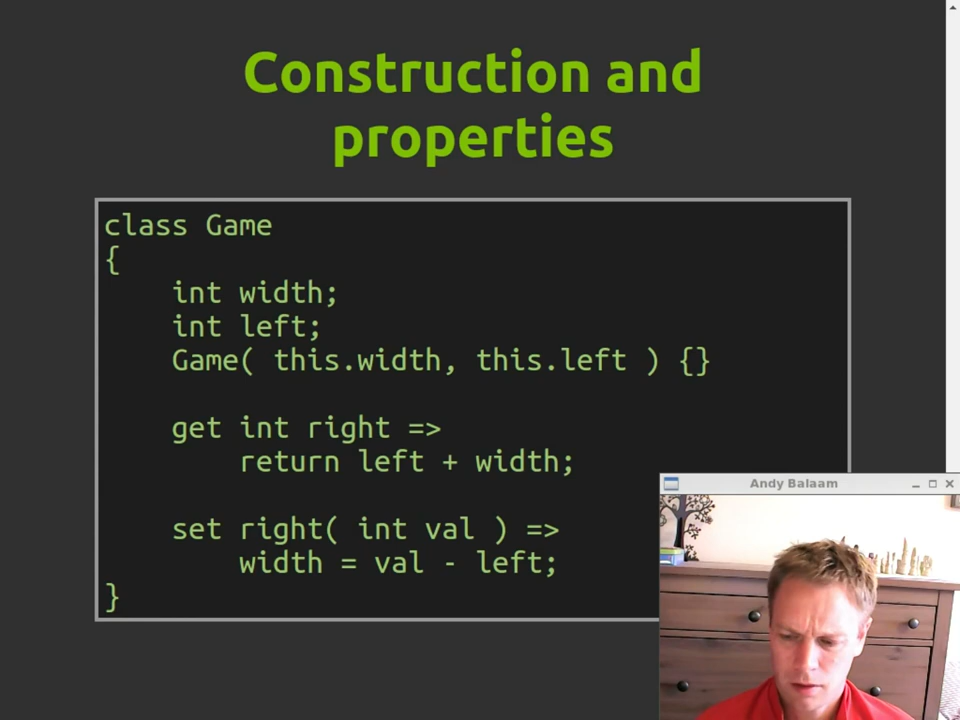 Construction and
properties
class Game
{
    int width;
    int left;
    Game( this.width, this.left ) {}
    get int right =>
        return left + width;
    set right( int val ) =>
        width = val - left;
}
Andy Balaam